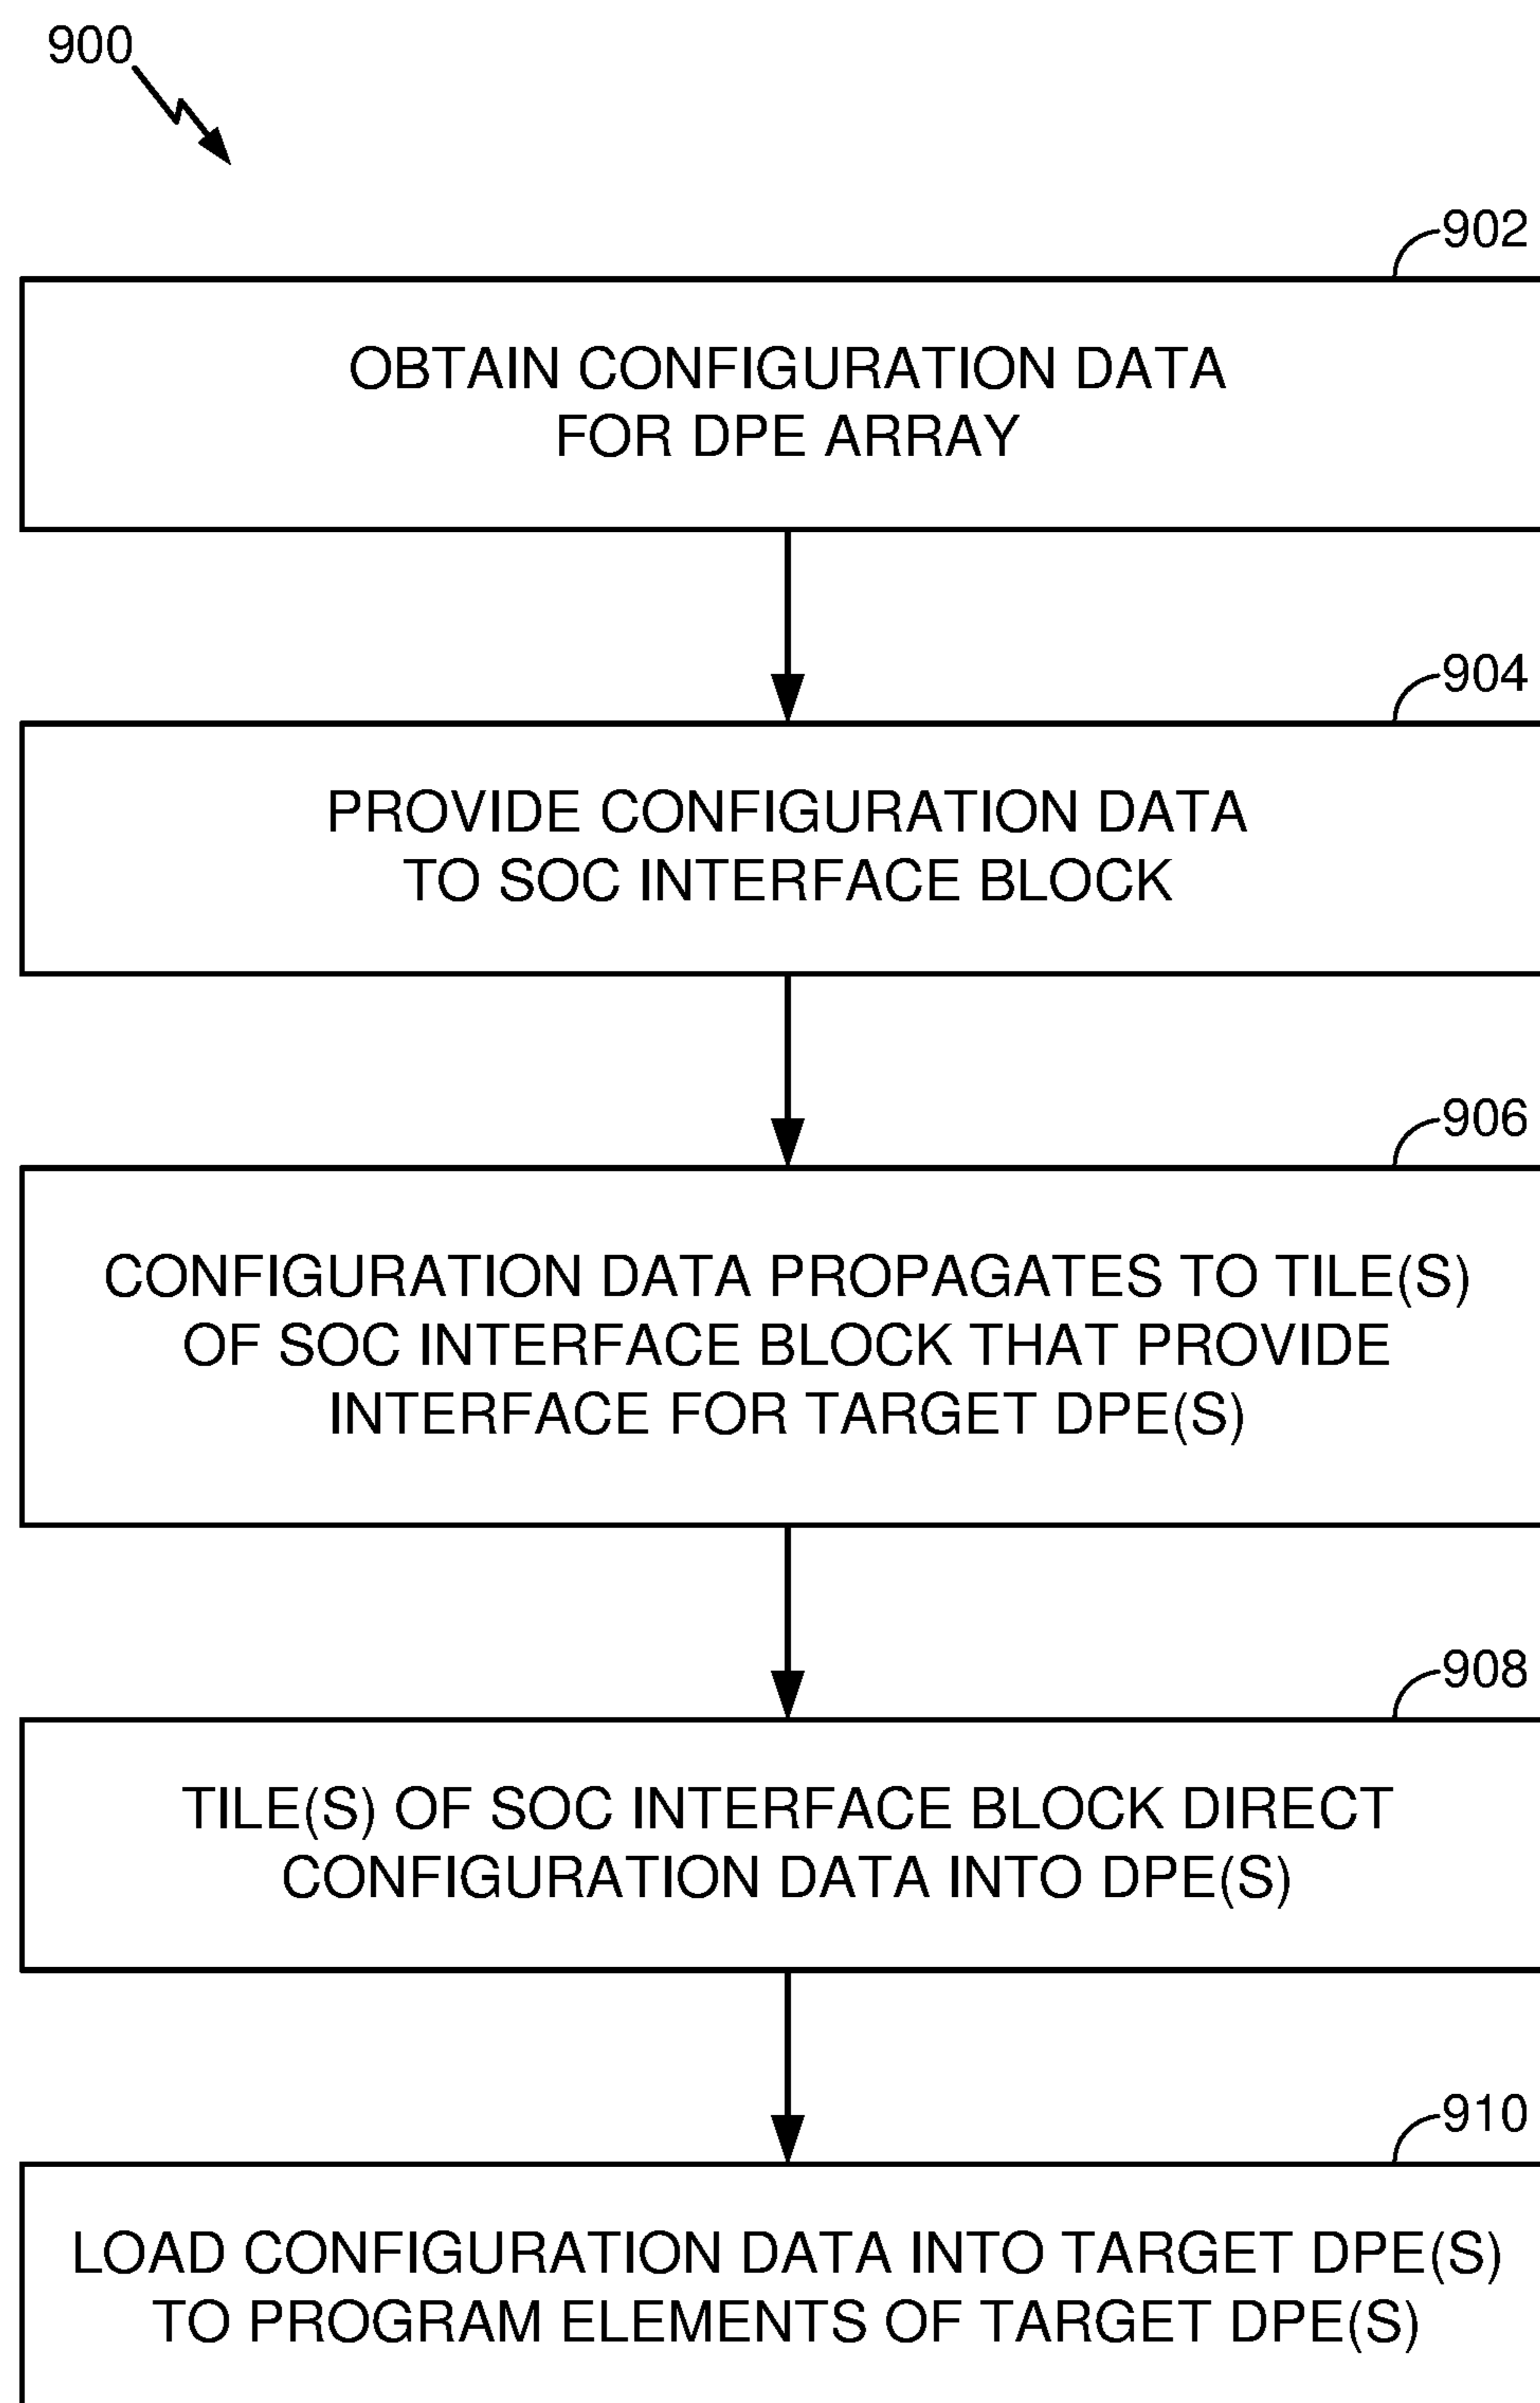 900
902
OBTAIN CONFIGURATION DATA
FOR DPE ARRAY
904
PROVIDE CONFIGURATION DATA
TO SOC INTERFACE BLOCK
906
CONFIGURATION DATA PROPAGATES TO TILE(S)
OF SOC INTERFACE BLOCK THAT PROVIDE
INTERFACE FOR TARGET DPE(S)
908
TILE(S) OF SOC INTERFACE BLOCK DIRECT
CONFIGURATION DATA INTO DPE(S)
910
LOAD CONFIGURATION DATA INTO TARGET DPE(S)
TO PROGRAM ELEMENTS OF TARGET DPE(S)